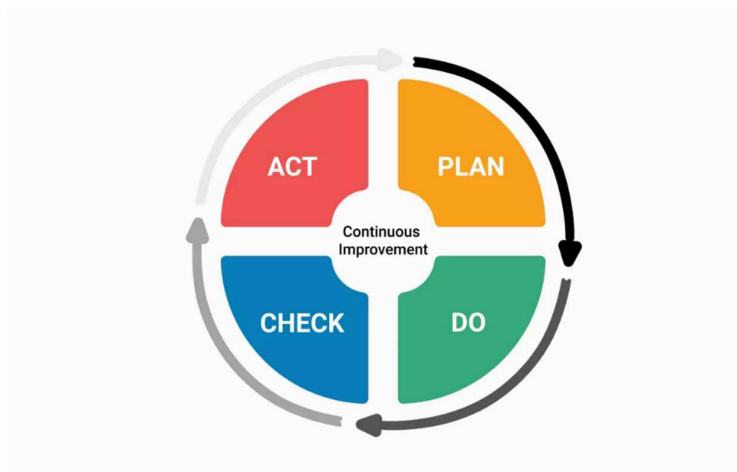 ACT
PLAN
Continuous
Improvement
CHECK
DO